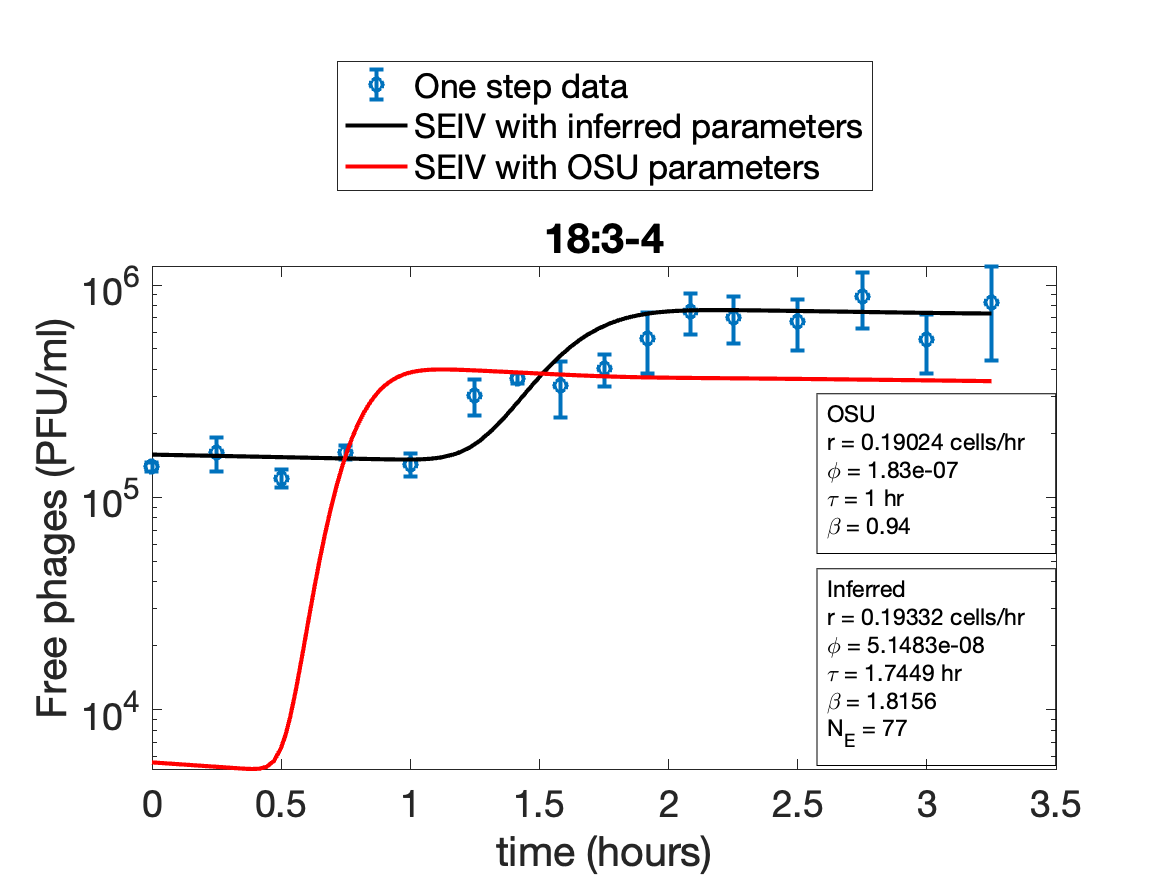 One step data
SEIV with inferred parameters
SEIV with OSU parameters
18:3-4
Free phages (PFU/ml)
10^6
10^5
10^4
OSU
r = 0.19024 cells/hr
ϕ = 1.83e-07
τ = 1 hr
β = 0.94
Inferred
r = 0.19332 cells/hr
ϕ = 5.1483e-08
τ = 1.7449 hr
β = 1.8156
N_E = 77
0 0.5 1 1.5 2 2.5 3 3.5
time (hours)